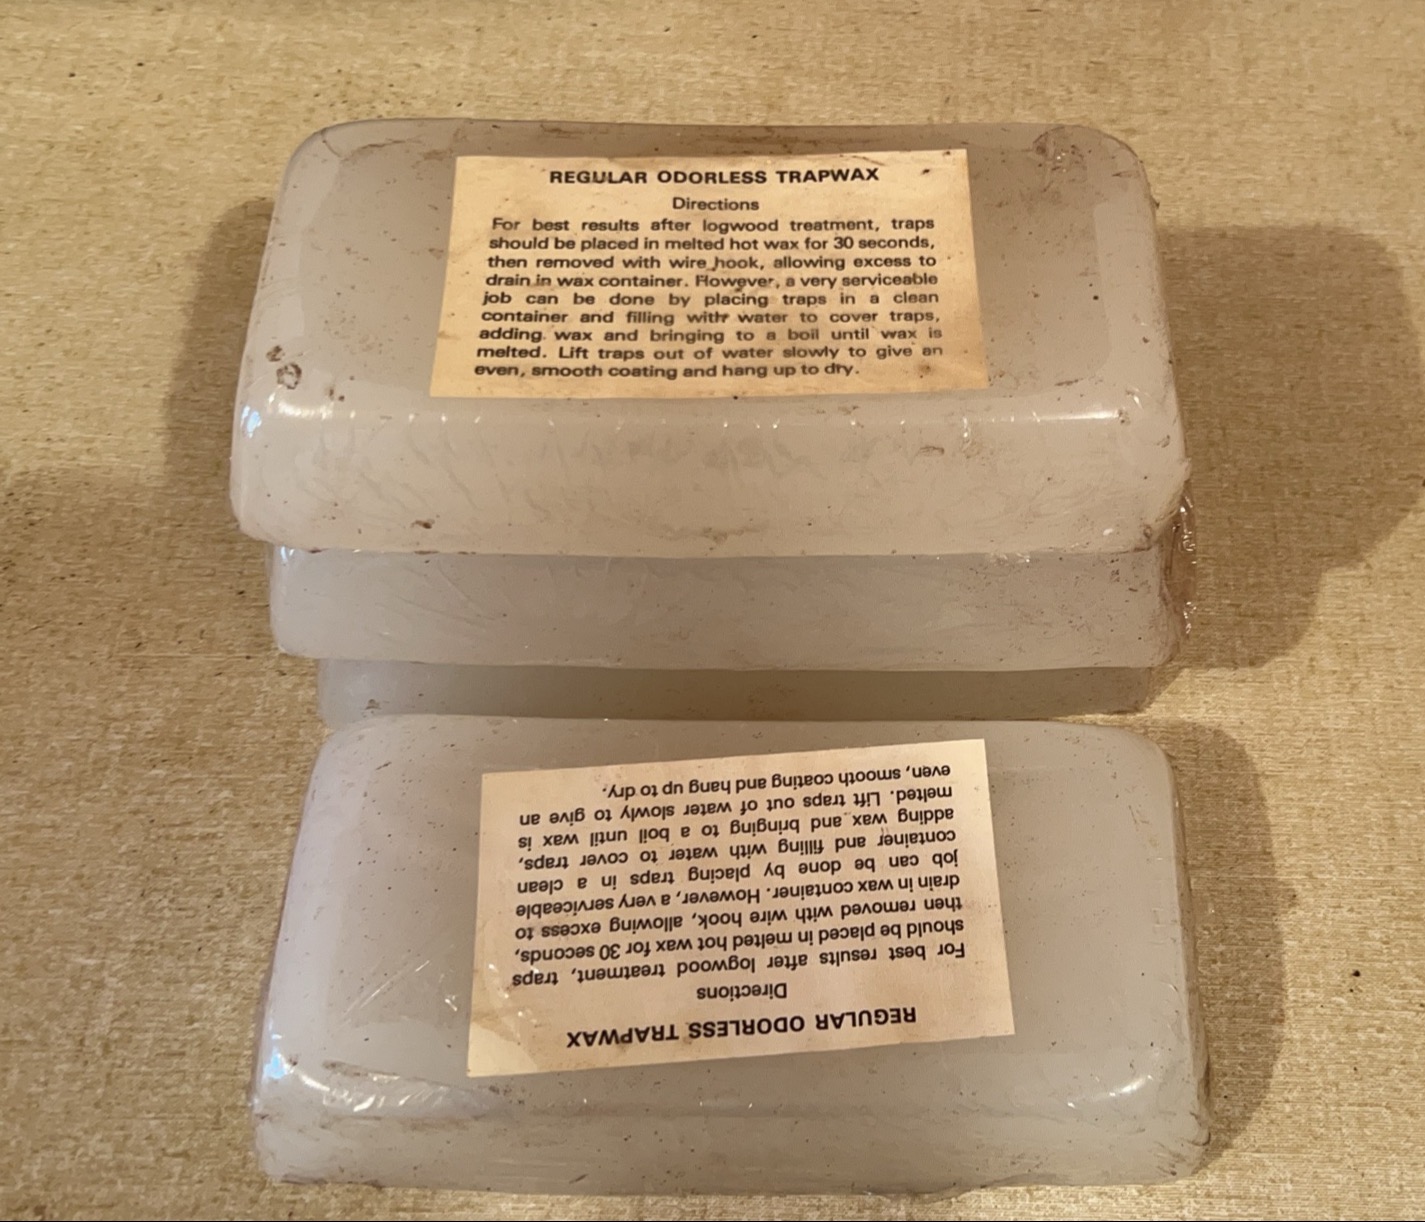 REGULAR ODORLESS TRAPWAX
Directions
For best results after logwood treatment, traps
should be placed in melted hot wax for 30 seconds,
then removed with wire hook, allowing excess to
drain in wax container. However, a very serviceable
job can be done by placing traps in a clean
container and filling with water to cover traps,
adding wax and bringing to a boil until wax is
melted. Lift traps out of water slowly to give an
even, smooth coating and hang up to dry.
REGULAR ODORLESS TRAPWAX
Directions
For best results after logwood treatment, traps
should be placed in melted hot wax for 30 seconds,
then removed with wire hook, allowing excess to
drain in wax container. However, a very serviceable
job can be done by placing traps in a clean
container and filling with water to cover traps,
adding wax and bringing to a boil until wax is
melted. Lift traps out of water slowly to give an
even, smooth coating and hang up to dry.